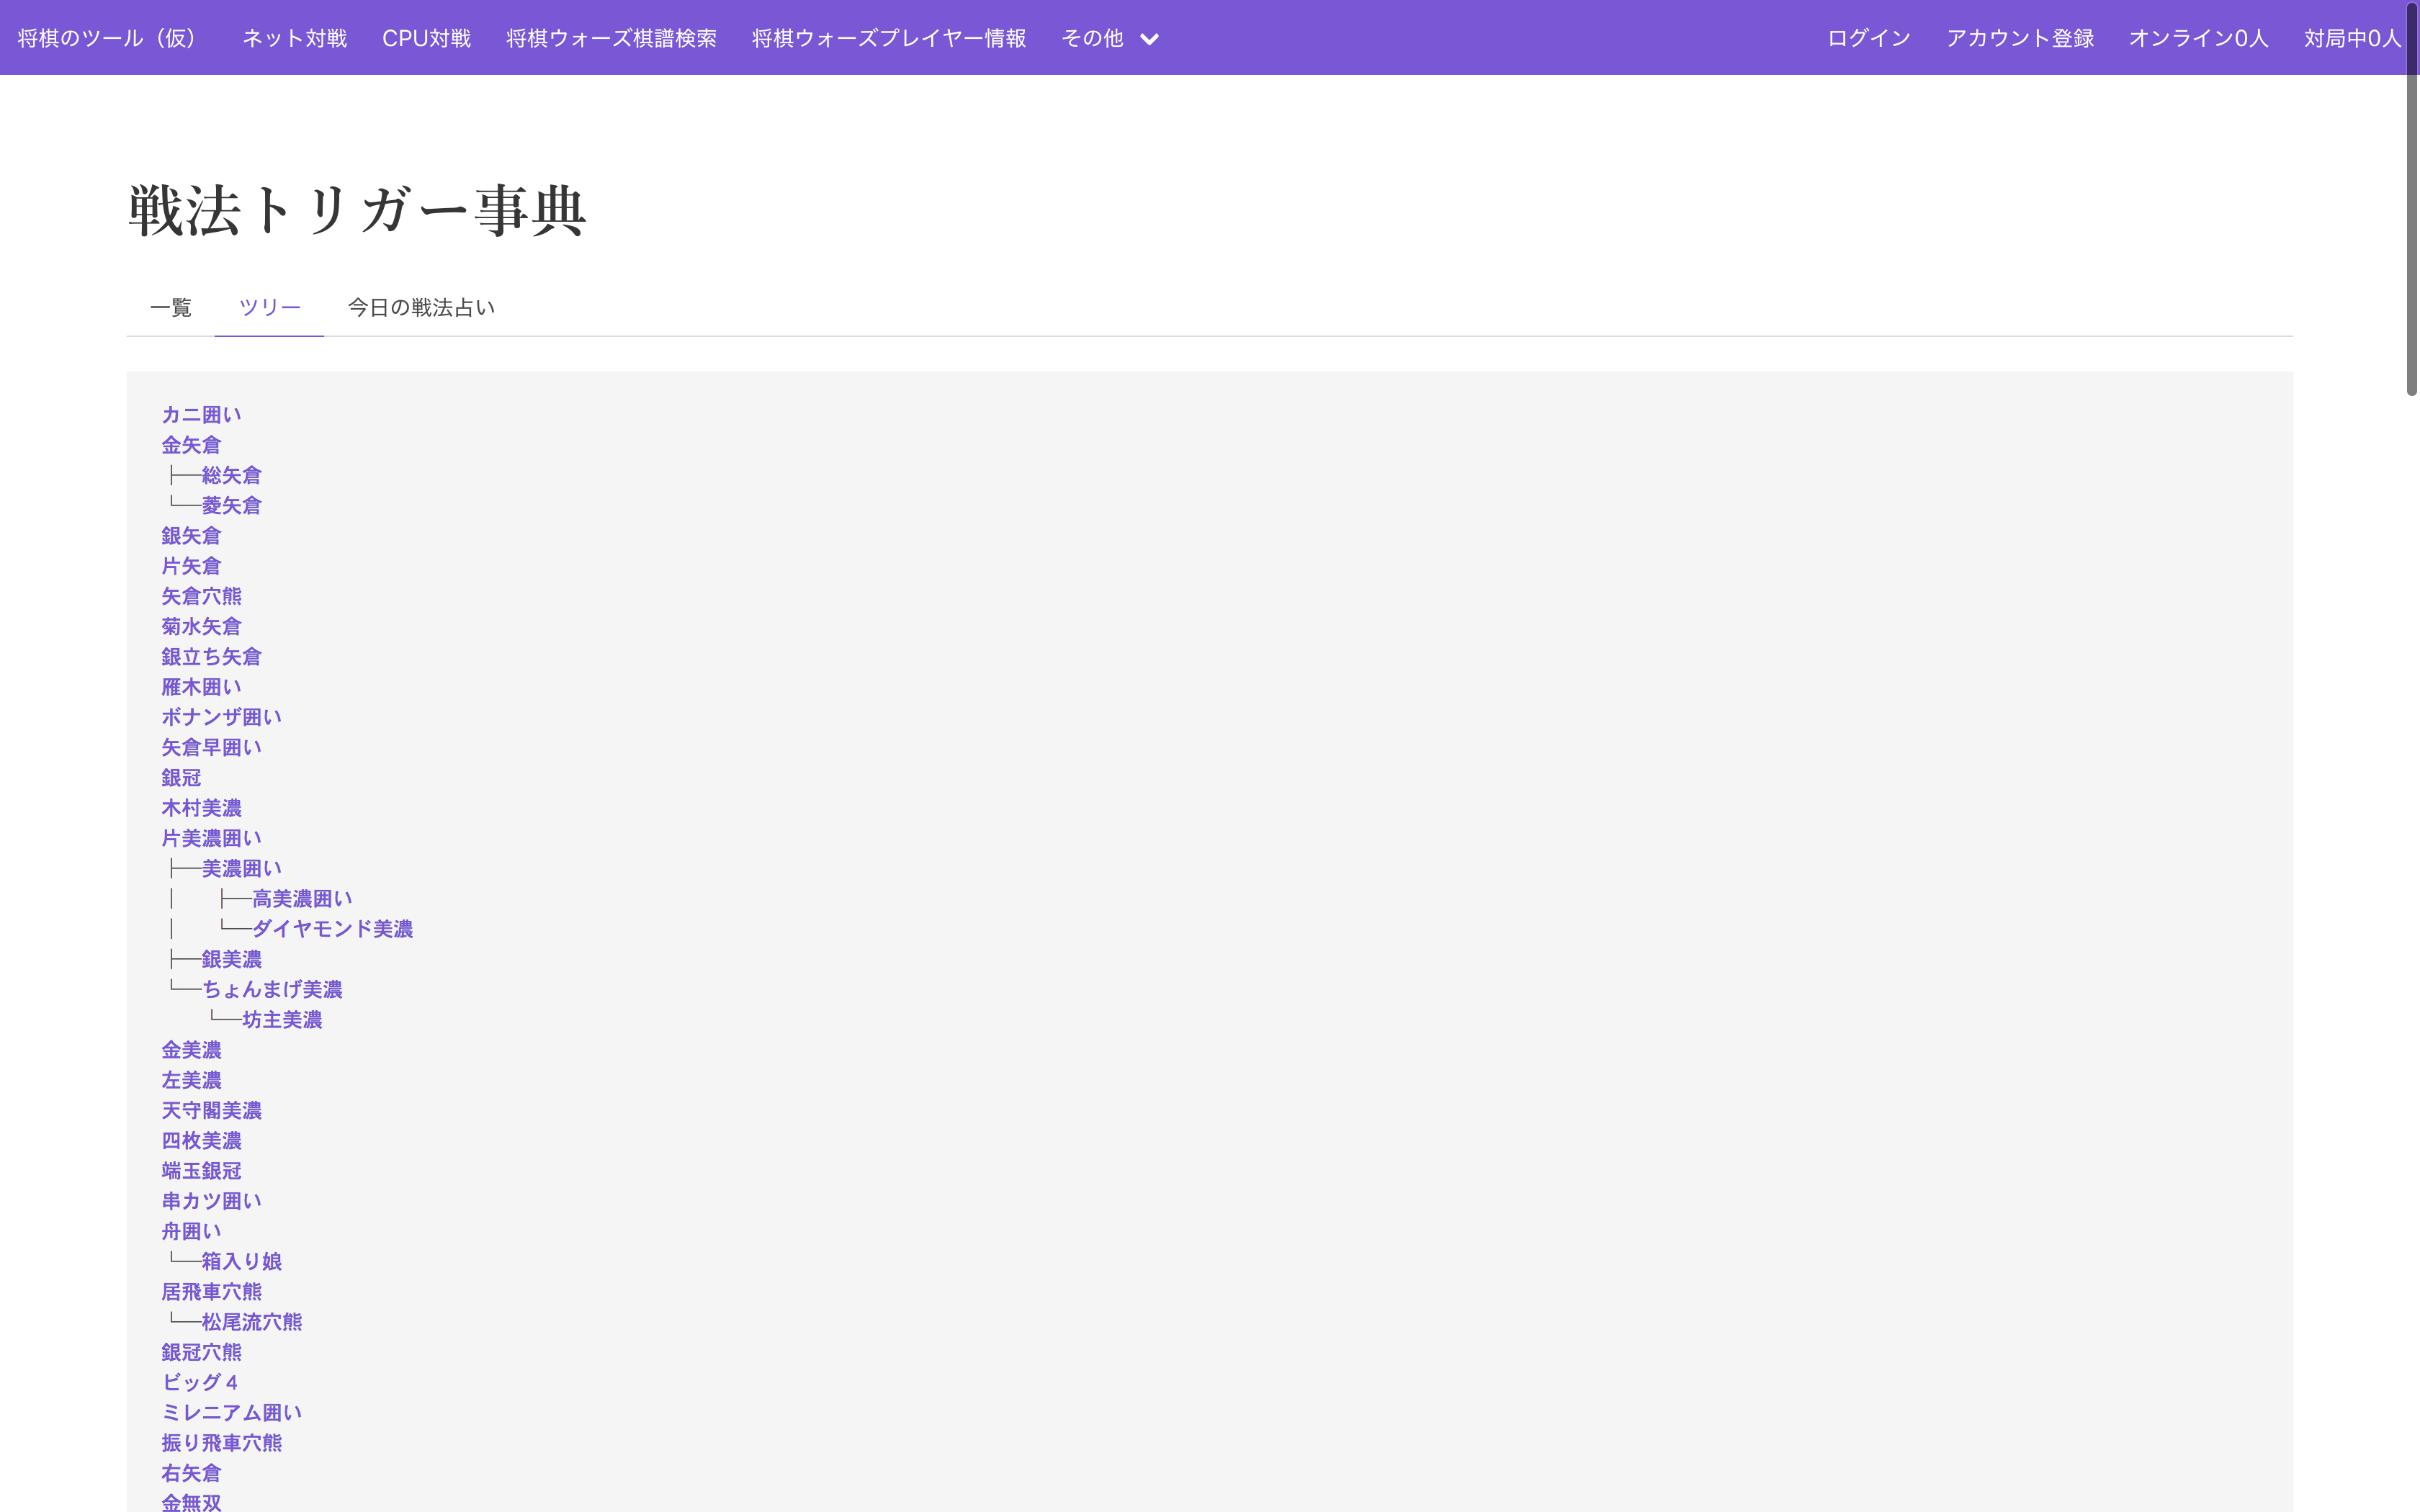 将棋のツール（仮） ネット対戦 CPU対戦 将棋ウォーズ棋譜検索 将棋ウォーズプレイヤー情報 その他 ログイン アカウント登録 オンライン0人 対局中0人
戦法トリガー事典
一覧 ツリー 今日の戦法占い
カニ囲い
金矢倉
├──総矢倉
└──菱矢倉
銀矢倉
片矢倉
矢倉穴熊
菊水矢倉
銀立ち矢倉
雁木囲い
ボナンザ囲い
矢倉早囲い
銀冠
木村美濃
片美濃囲い
├──美濃囲い
│   ├──高美濃囲い
│   └──ダイヤモンド美濃
├──銀美濃
└──ちょんまげ美濃
    └──坊主美濃
金美濃
左美濃
天守閣美濃
四枚美濃
端玉銀冠
串カツ囲い
舟囲い
└──箱入り娘
居飛車穴熊
└──松尾流穴熊
銀冠穴熊
ビッグ４
ミレニアム囲い
振り飛車穴熊
右矢倉
金無双